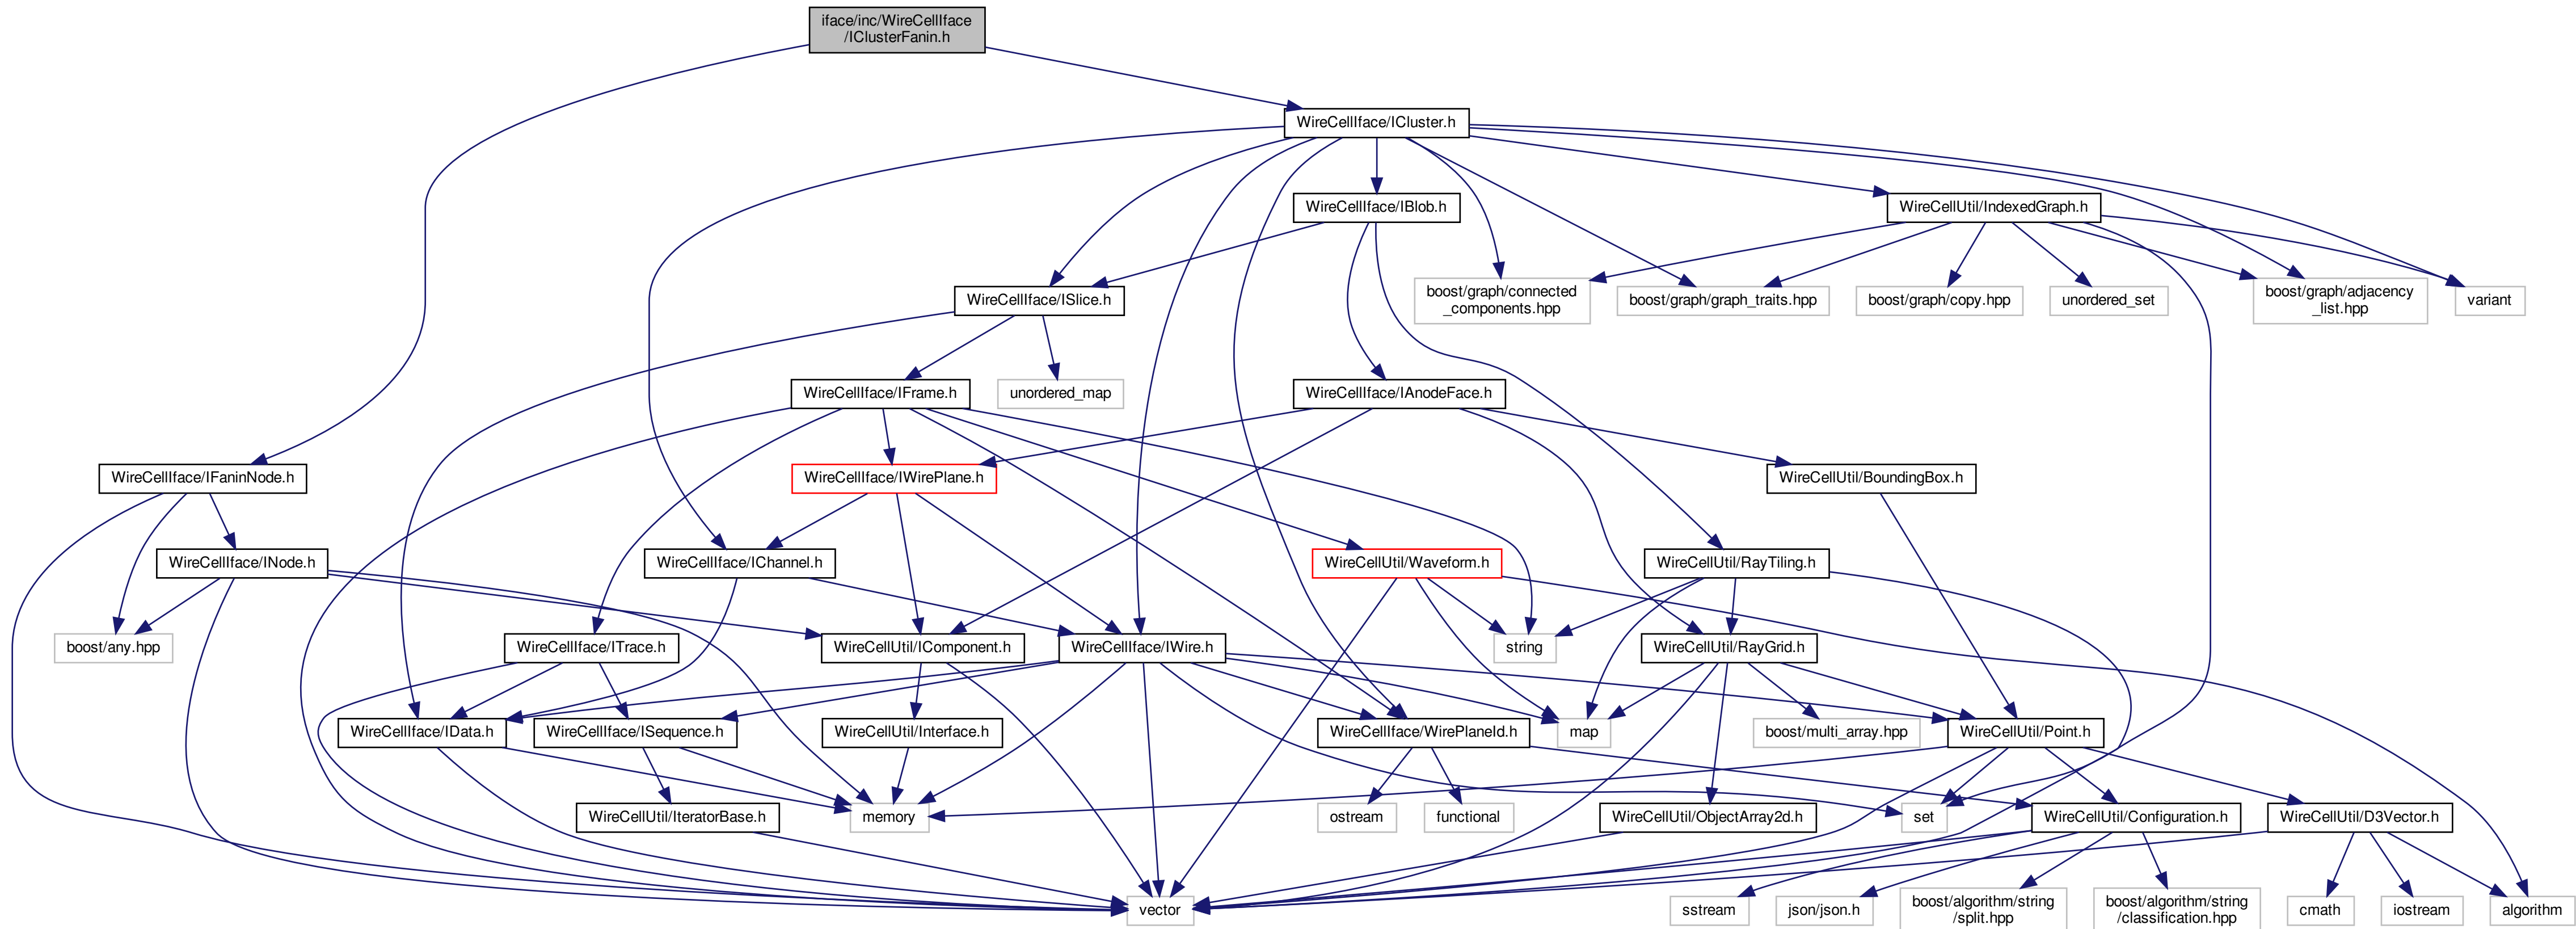 iface/inc/WireCellIface
/IClusterFanin.h
WireCellIface/ICluster.h
WireCellIface/IBlob.h
WireCellUtil/IndexedGraph.h
WireCellIface/ISlice.h
boost/graph/connected
_components.hpp
boost/graph/graph_traits.hpp
boost/graph/copy.hpp
unordered_set
boost/graph/adjacency
_list.hpp
variant
WireCellIface/IFrame.h
unordered_map
WireCellIface/IAnodeFace.h
WireCellIface/IFaninNode.h
WireCellIface/IWirePlane.h
WireCellUtil/BoundingBox.h
WireCellIface/INode.h
WireCellIface/IChannel.h
WireCellUtil/Waveform.h
WireCellUtil/RayTiling.h
boost/any.hpp
WireCellIface/ITrace.h
WireCellUtil/IComponent.h
WireCellIface/IWire.h
string
WireCellUtil/RayGrid.h
WireCellIface/IData.h
WireCellIface/ISequence.h
WireCellUtil/Interface.h
WireCellIface/WirePlaneId.h
map
boost/multi_array.hpp
WireCellUtil/Point.h
WireCellUtil/IteratorBase.h
memory
ostream
functional
WireCellUtil/ObjectArray2d.h
set
WireCellUtil/Configuration.h
WireCellUtil/D3Vector.h
vector
sstream
json/json.h
boost/algorithm/string
/split.hpp
boost/algorithm/string
/classification.hpp
cmath
iostream
algorithm